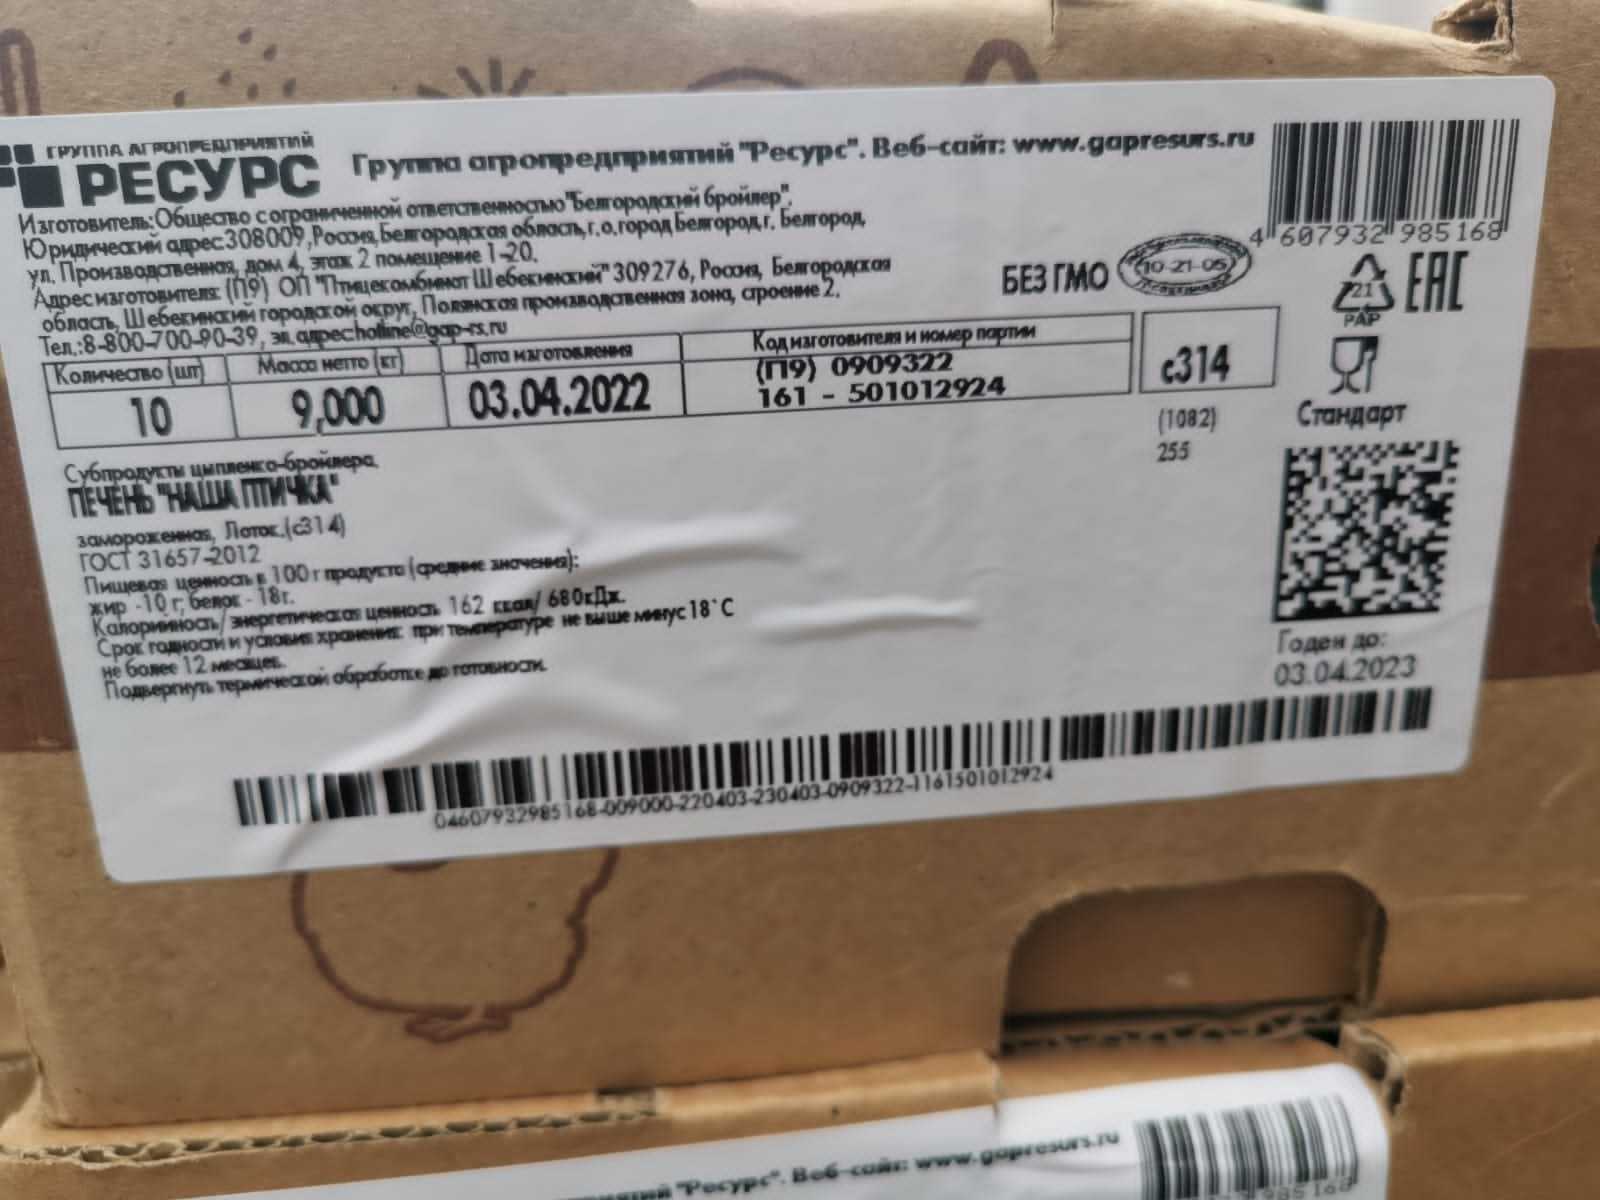 ГРУППА АГРОПРЕДПРИЯТИЙ
РЕСУРС
Группа агропредприятий "Ресурс". Веб-сайт: www.gapresurs.ru
Изготовитель: Общество с ограниченной ответственностью "Белгородский бройлер".
Юридический адрес: 308009, Россия, Белгородская область, г. о. город Белгород, г. Белгород,
ул. Производственная, дом 4, этаж 2 помещение 1-20.
Адрес изготовителя: (П9) ОП "Птицекомбинат Шебекинский" 309276, Россия, Белгородская
область, Шебекинский городской округ, Полянская производственная зона, строение 2.
Тел.:8-800-700-90-39, эл. адрес:hotline@gap-rs.ru
4 607932 985168
БЕЗ ГМО
10-21-05
21
PAP
EAC
Количество (шт) Масса нетто (кг) Дата изготовления Код изготовителя и номер партии
10 9,000 03.04.2022 (П9) 0909322
161 - 501012924
с314
(1082)
255
Стандарт
Субпродукты цыпленка-бройлера.
ПЕЧЕНЬ "НАША ПТИЧКА"
замороженная, Лоток.(с314)
ГОСТ 31657-2012
Пищевая ценность в 100 г продукта (средние значения):
жир -10 г; белок - 18г.
Калорийность/ энергетическая ценность 162 ккал/ 680кДж.
Срок годности и условия хранения: при температуре не выше минус 18°С
не более 12 месяцев.
Подвергнуть термической обработке до готовности.
Годен до:
03.04.2023
04607932985168-009000-220403-230403-0909322-1161501012924
"Ресурс". Веб-сайт: www.gapresurs.ru
985168